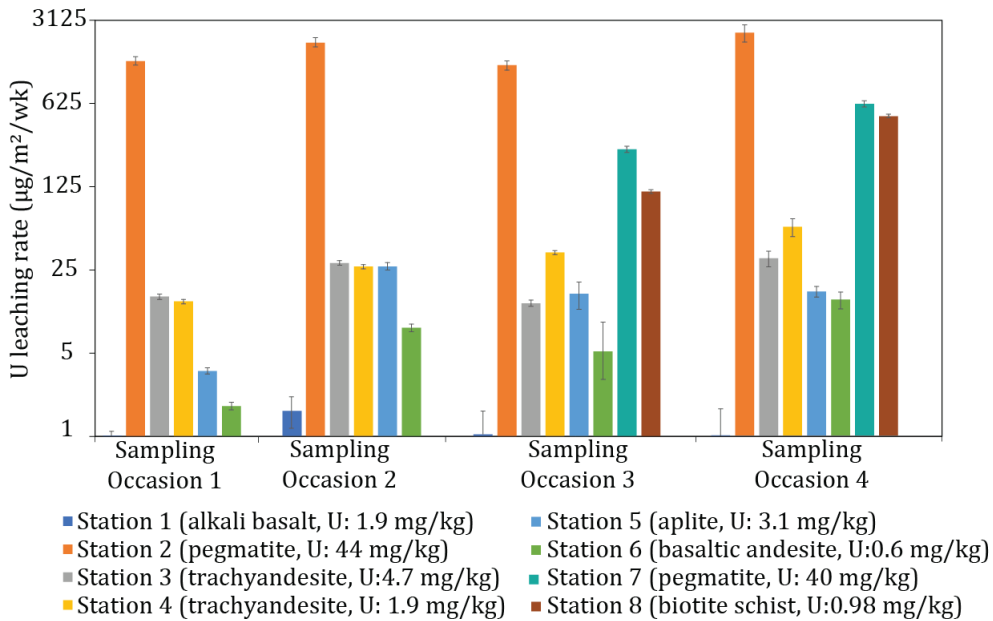 3125
625
125
25
5
1
U leaching rate (µg/m²/wk)
Sampling Occasion 1
Sampling Occasion 2
Sampling Occasion 3
Sampling Occasion 4
Station 1 (alkali basalt, U: 1.9 mg/kg)
Station 2 (pegmatite, U: 44 mg/kg)
Station 3 (trachyandesite, U:4.7 mg/kg)
Station 4 (trachyandesite, U: 1.9 mg/kg)
Station 5 (aplite, U: 3.1 mg/kg)
Station 6 (basaltic andesite, U:0.6 mg/kg)
Station 7 (pegmatite, U: 40 mg/kg)
Station 8 (biotite schist, U:0.98 mg/kg)